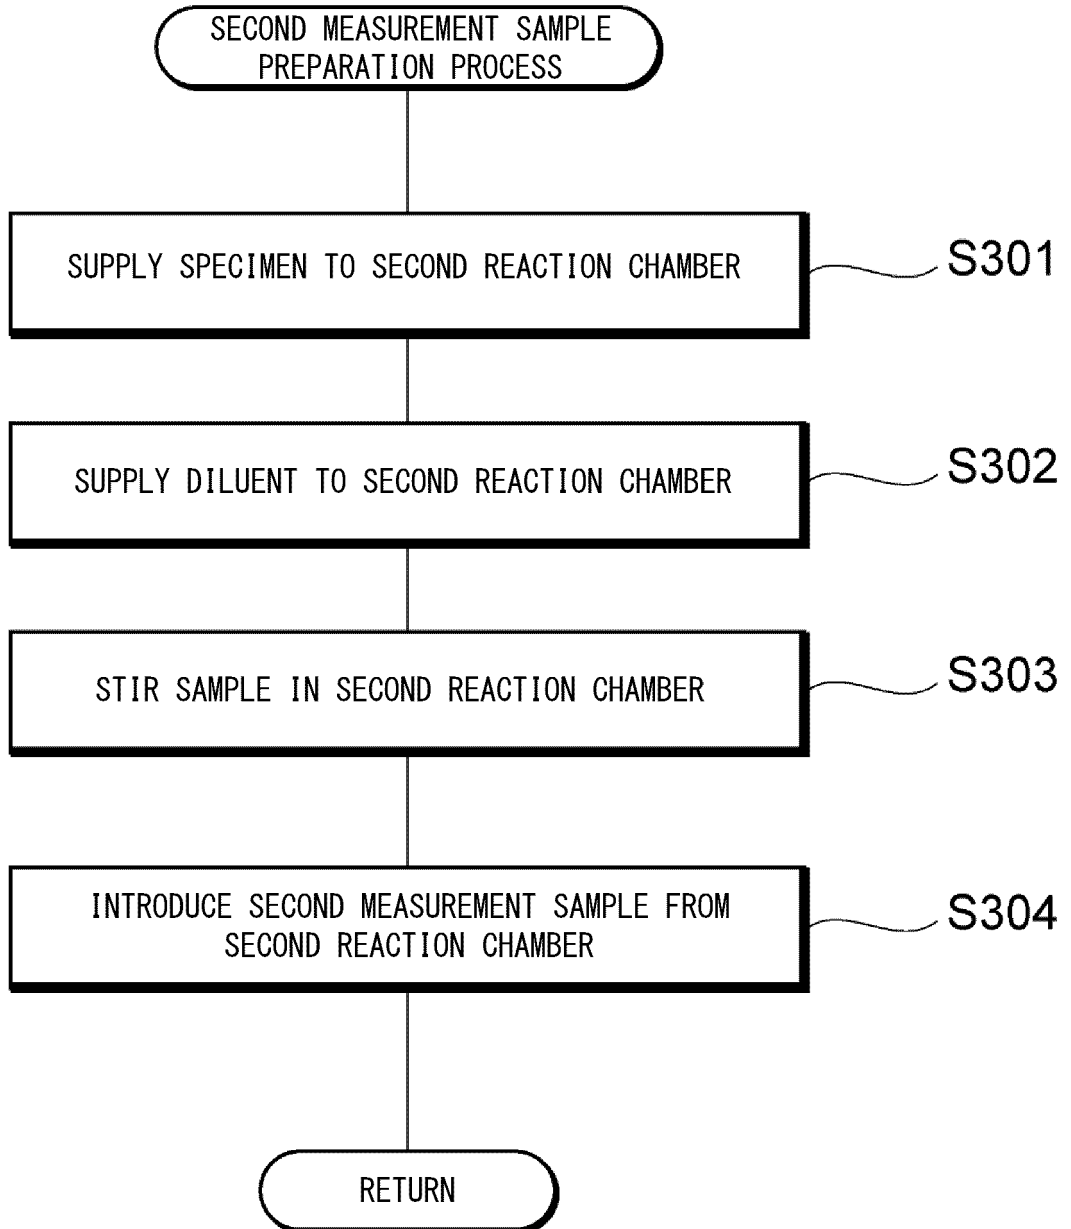 SECOND MEASUREMENT SAMPLE
PREPARATION PROCESS
SUPPLY SPECIMEN TO SECOND REACTION CHAMBER
S301
SUPPLY DILUENT TO SECOND REACTION CHAMBER
S302
STIR SAMPLE IN SECOND REACTION CHAMBER
S303
INTRODUCE SECOND MEASUREMENT SAMPLE FROM
SECOND REACTION CHAMBER
S304
RETURN